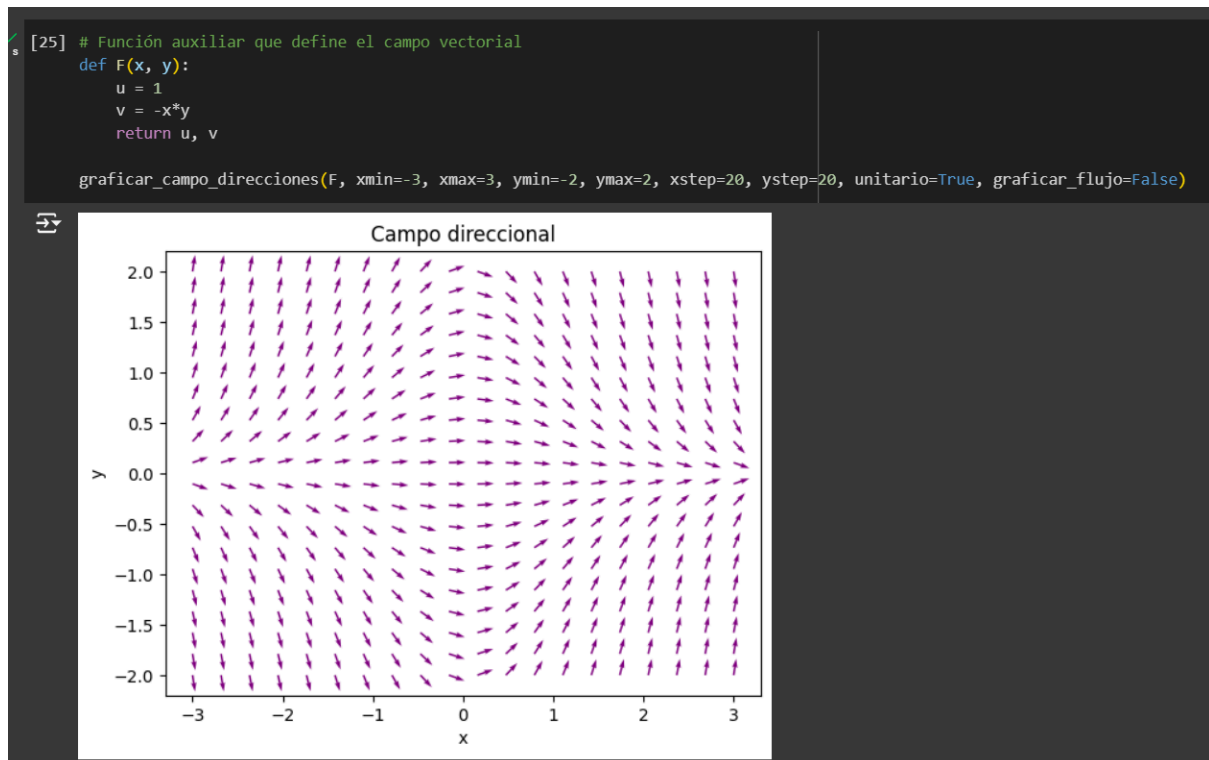 [25] # Función auxiliar que define el campo vectorial
s
def F(x, y):
u = 1
v = -x*y
return u, v
graficar_campo_direcciones(F, xmin=-3, xmax=3, ymin=-2, ymax=2, xstep=20, ystep=20, unitario=True, graficar_flujo=False)
Campo direccional
2.0
1.5
1.0
0.5
y
0.0
−0.5
−1.0
−1.5
−2.0
−3 −2 −1 0 1 2 3
x